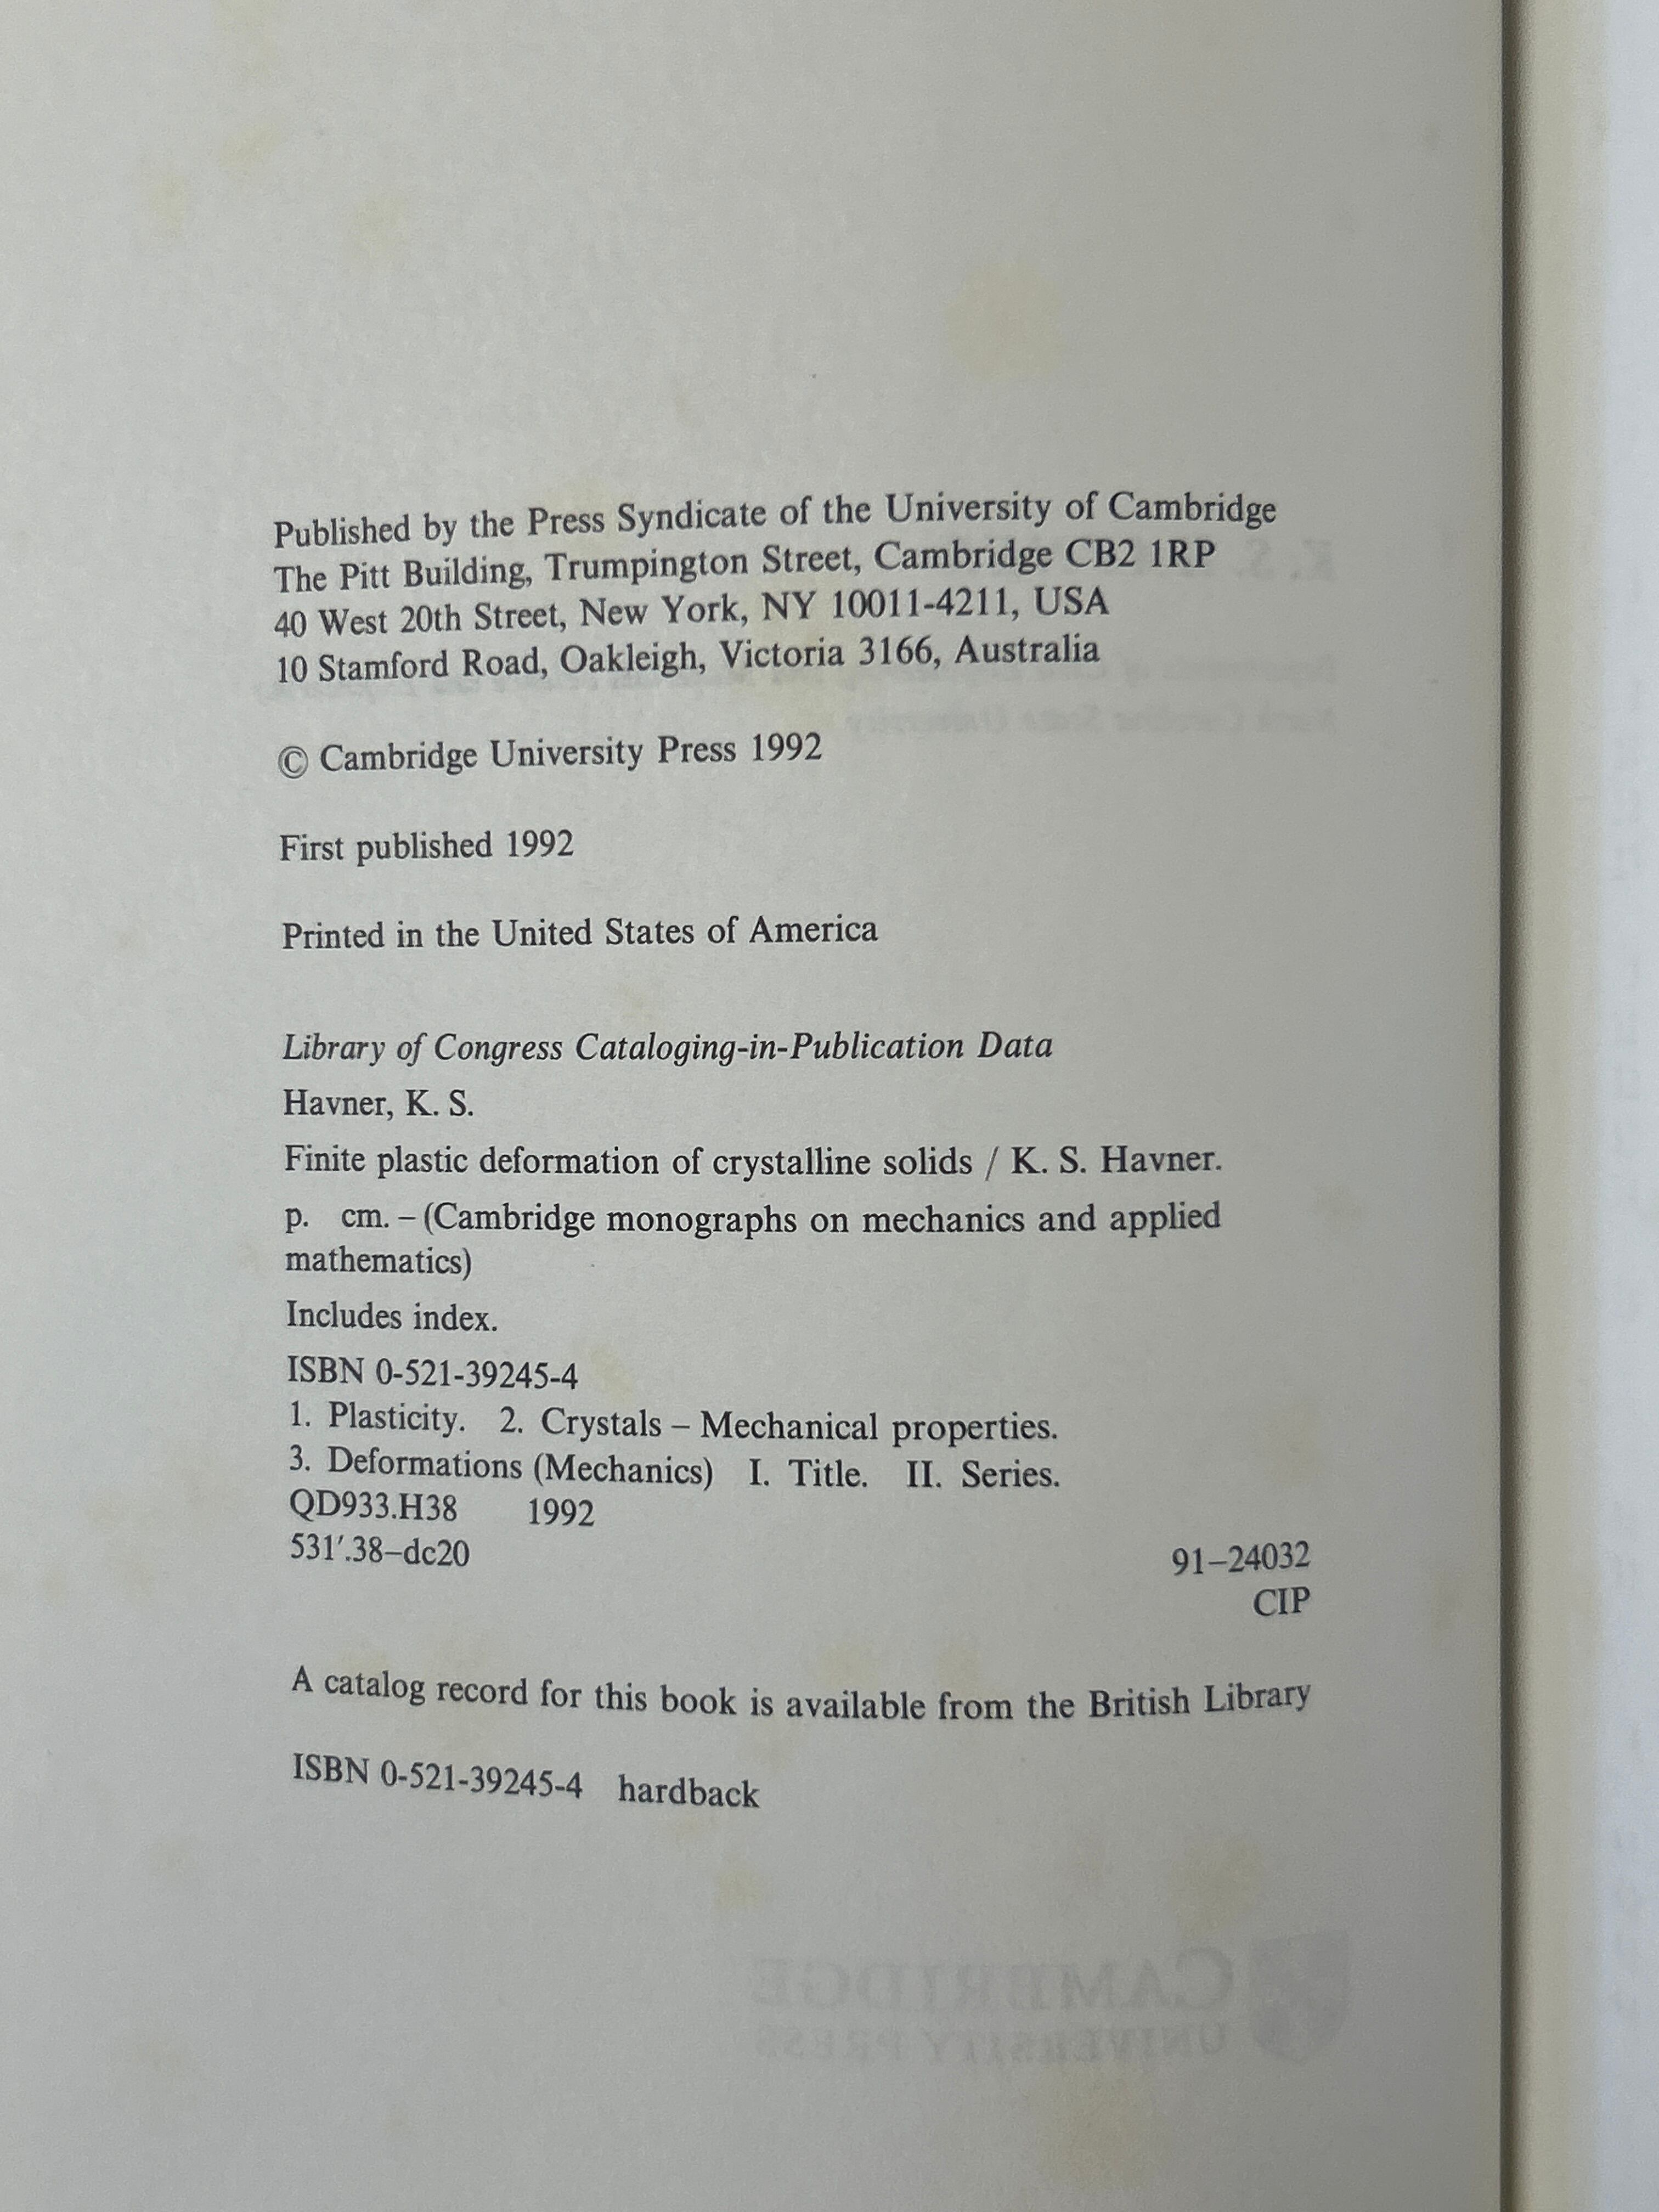 Published by the Press Syndicate of the University of Cambridge
The Pitt Building, Trumpington Street, Cambridge CB2 1RP
40 West 20th Street, New York, NY 10011-4211, USA
10 Stamford Road, Oakleigh, Victoria 3166, Australia
© Cambridge University Press 1992
First published 1992
Printed in the United States of America
Library of Congress Cataloging-in-Publication Data
Havner, K. S.
Finite plastic deformation of crystalline solids / K. S. Havner.
p. cm. – (Cambridge monographs on mechanics and applied
mathematics)
Includes index.
ISBN 0-521-39245-4
1. Plasticity. 2. Crystals – Mechanical properties.
3. Deformations (Mechanics) I. Title. II. Series.
QD933.H38 1992
531′.38–dc20 91–24032
CIP
A catalog record for this book is available from the British Library
ISBN 0-521-39245-4 hardback
CAMBRIDGE
UNIVERSITY PRESS